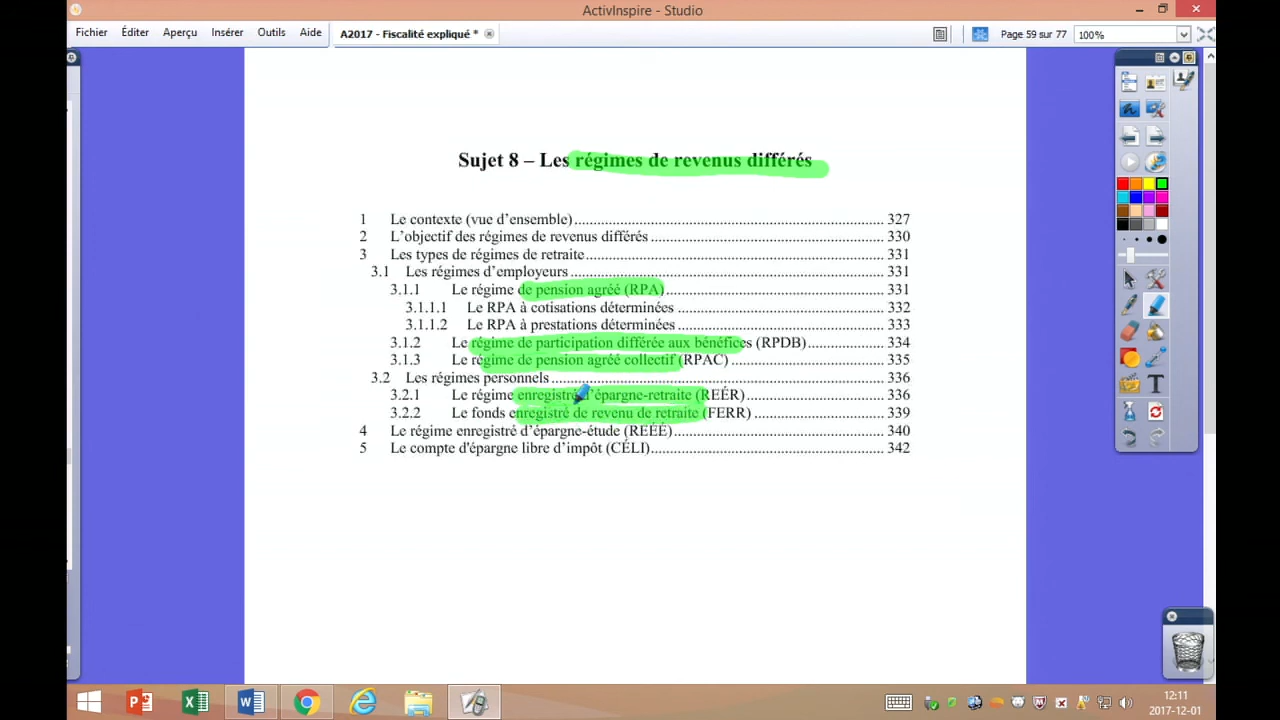 ActivInspire - Studio
Fichier Éditer Aperçu Insérer Outils Aide A2017 - Fiscalité expliqué * Page 59 sur 77 100%
Sujet 8 – Les régimes de revenus différés
1 Le contexte (vue d’ensemble) 327
2 L’objectif des régimes de revenus différés 330
3 Les types de régimes de retraite 331
3.1 Les régimes d’employeurs 331
3.1.1 Le régime de pension agréé (RPA) 331
3.1.1.1 Le RPA à cotisations déterminées 332
3.1.1.2 Le RPA à prestations déterminées 333
3.1.2 Le régime de participation différée aux bénéfices (RPDB) 334
3.1.3 Le régime de pension agréé collectif (RPAC) 335
3.2 Les régimes personnels 336
3.2.1 Le régime enregistré d’épargne-retraite (REÉR) 336
3.2.2 Le fonds enregistré de revenu de retraite (FERR) 339
4 Le régime enregistré d’épargne-étude (REÉÉ) 340
5 Le compte d'épargne libre d’impôt (CÉLI) 342
12:11
2017-12-01